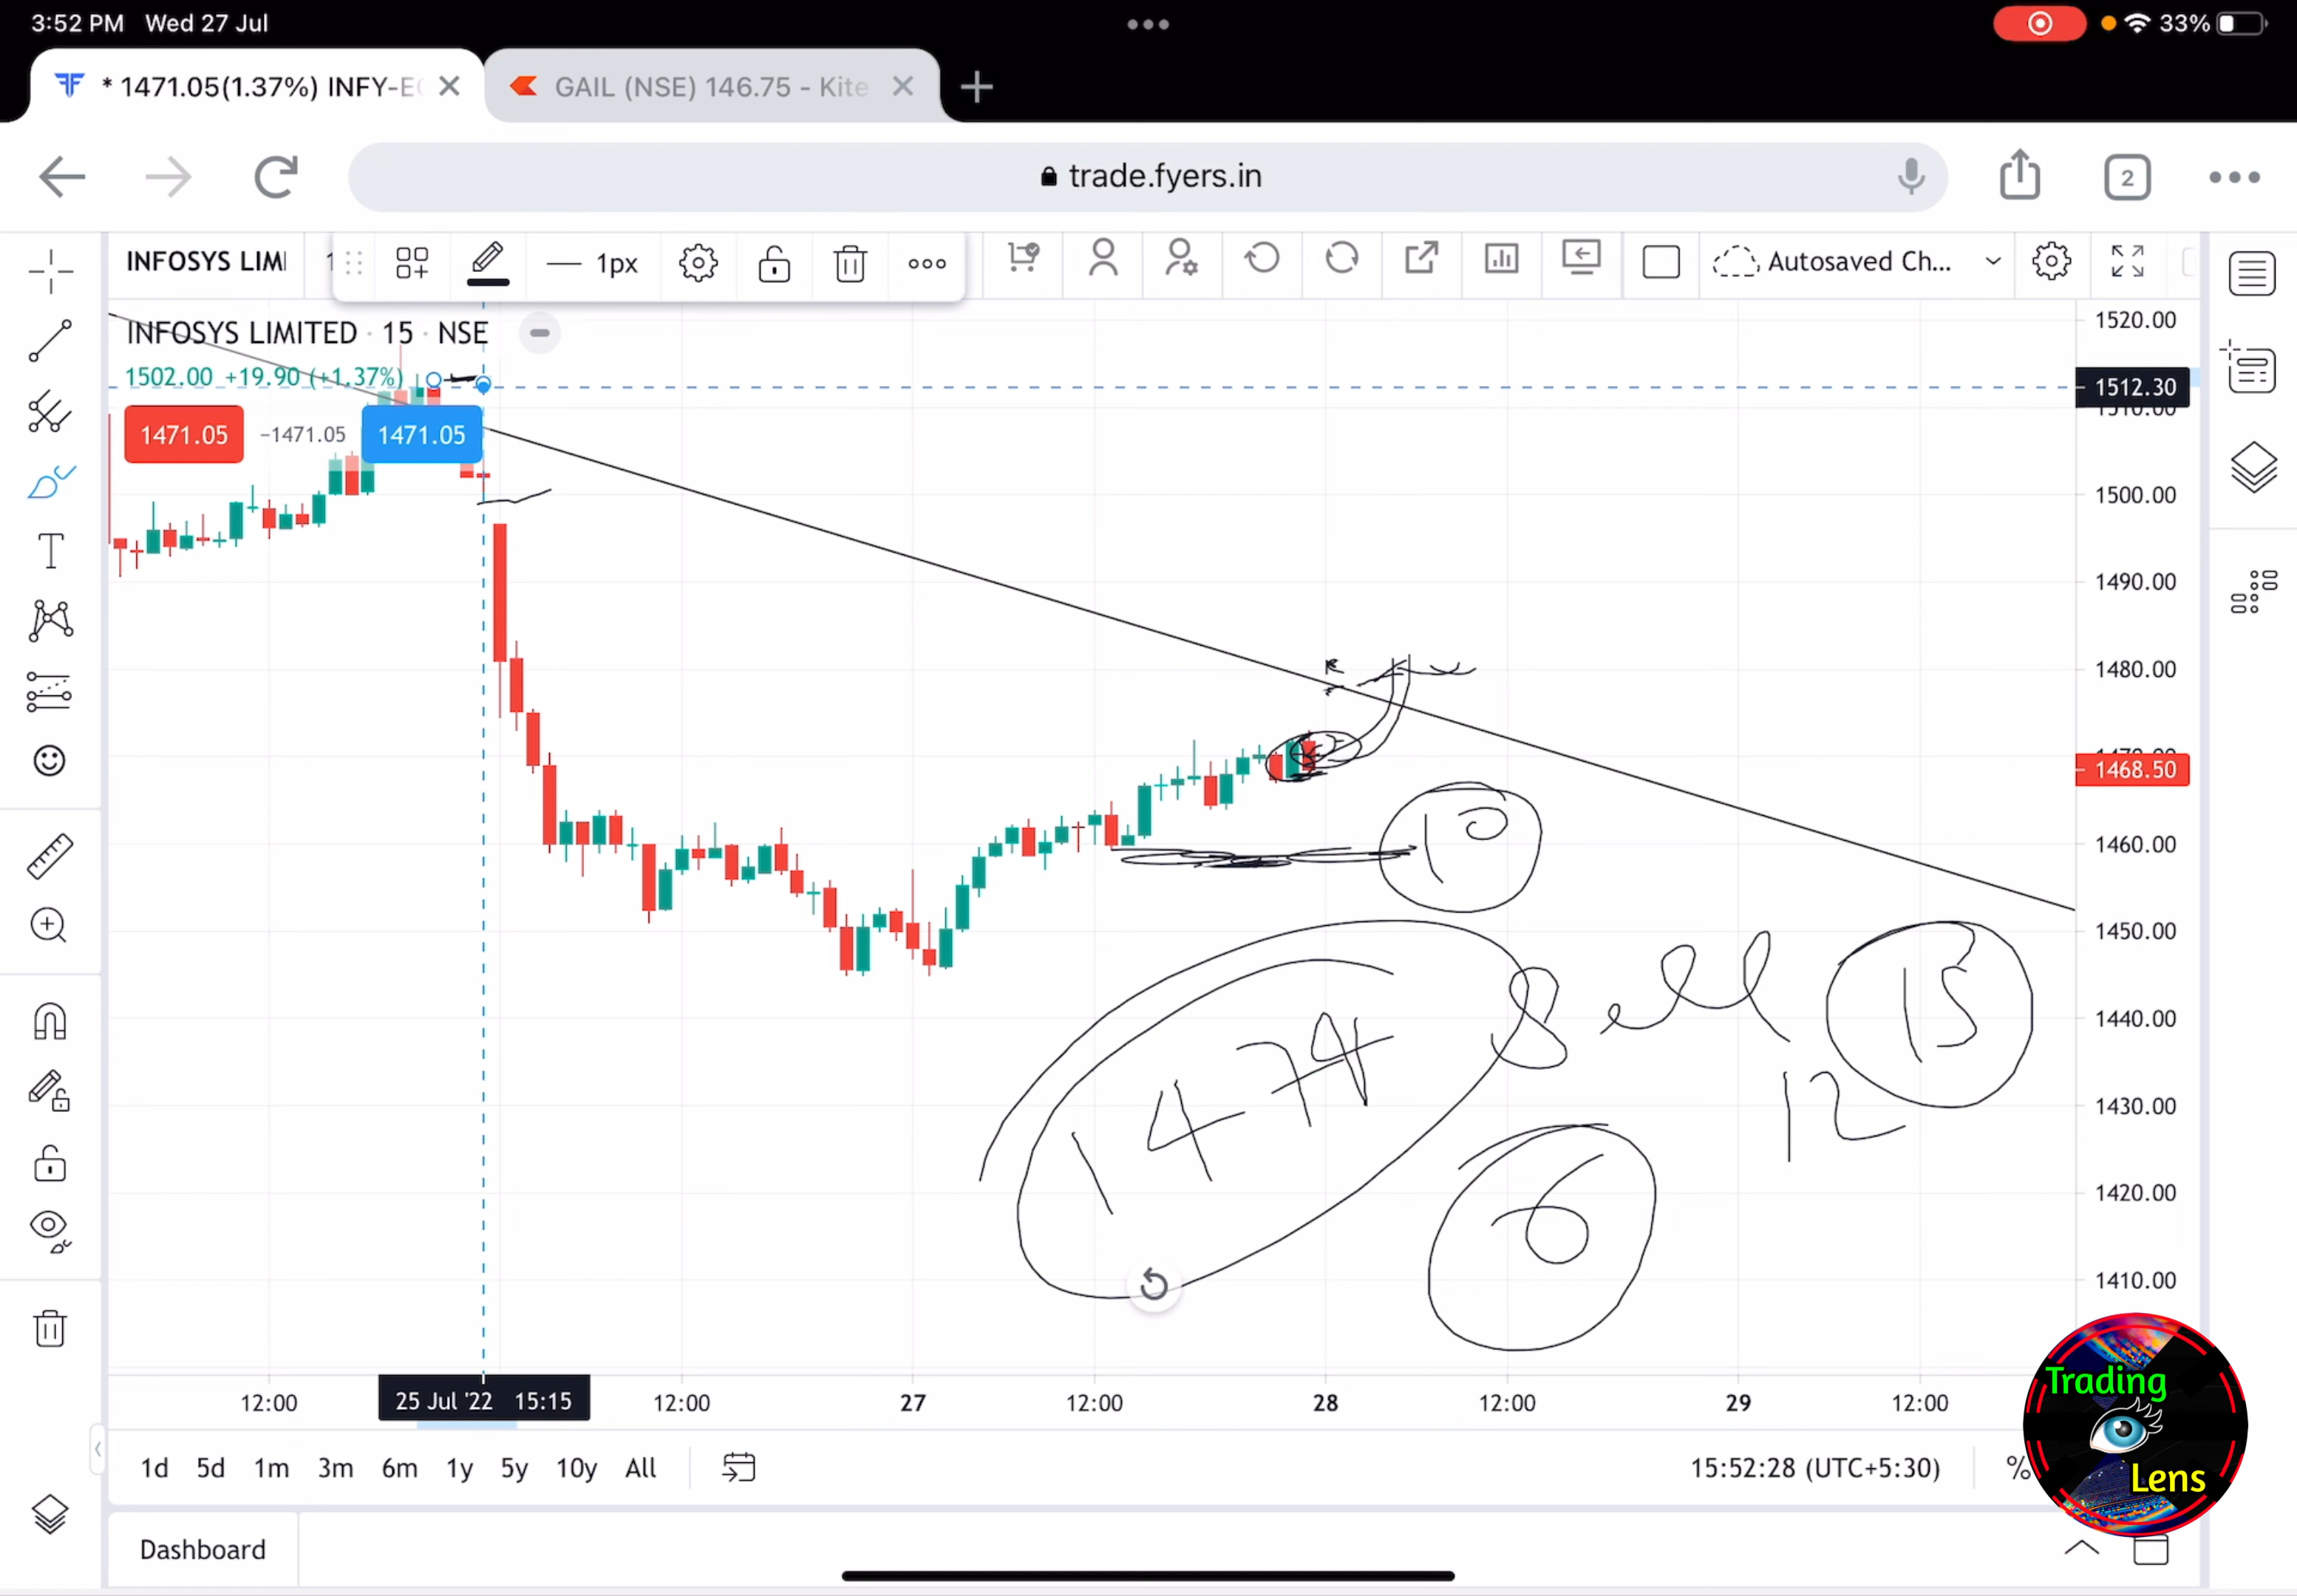 3:52 PM Wed 27 Jul
33%
* 1471.05(1.37%) INFY-E
GAIL (NSE) 146.75 - Kite
trade.fyers.in
2
INFOSYS LIMI
1px
Autosaved Ch...
INFOSYS LIMITED · 15 · NSE
1502.00 +19.90 (+1.37%)
1471.05
−1471.05
1471.05
1520.00
1512.30
1510.00
1500.00
1490.00
1480.00
1470.00
1468.50
1460.00
1450.00
1440.00
1430.00
1420.00
1410.00
10
1474
Sell
15
12
6
12:00
25 Jul '22 15:15
12:00
27
12:00
28
12:00
29
12:00
1d 5d 1m 3m 6m 1y 5y 10y All
15:52:28 (UTC+5:30)
%
Dashboard
Trading
Lens